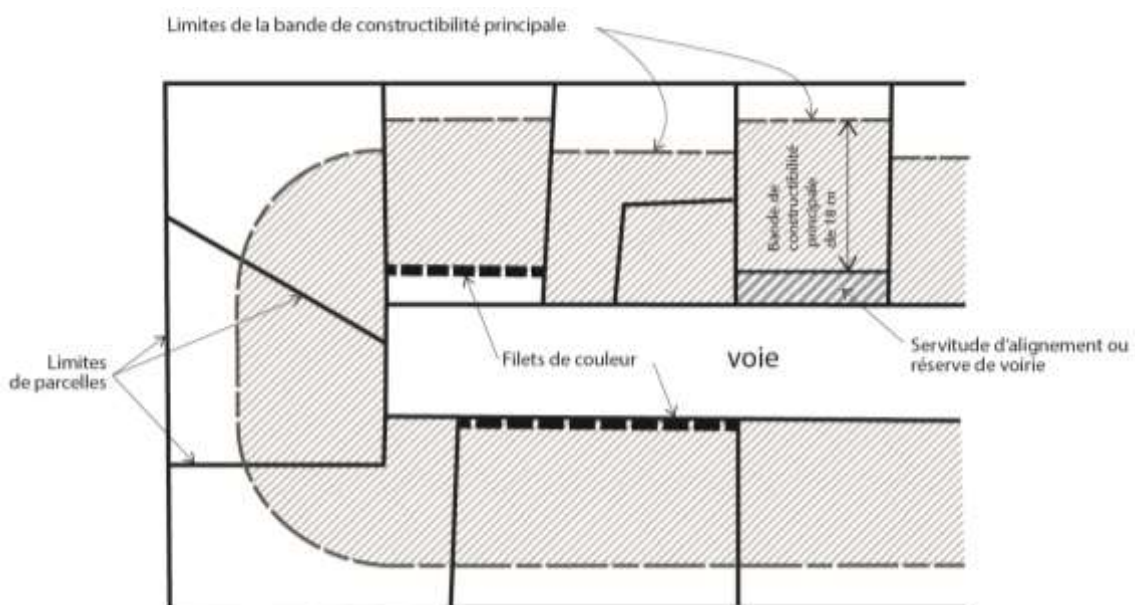 Limites de la bande de constructibilité principale
Bande de
constructibilité
principale
de 18 m
Limites
de parcelles
Filets de couleur
voie
Servitude d'alignement ou
réserve de voirie